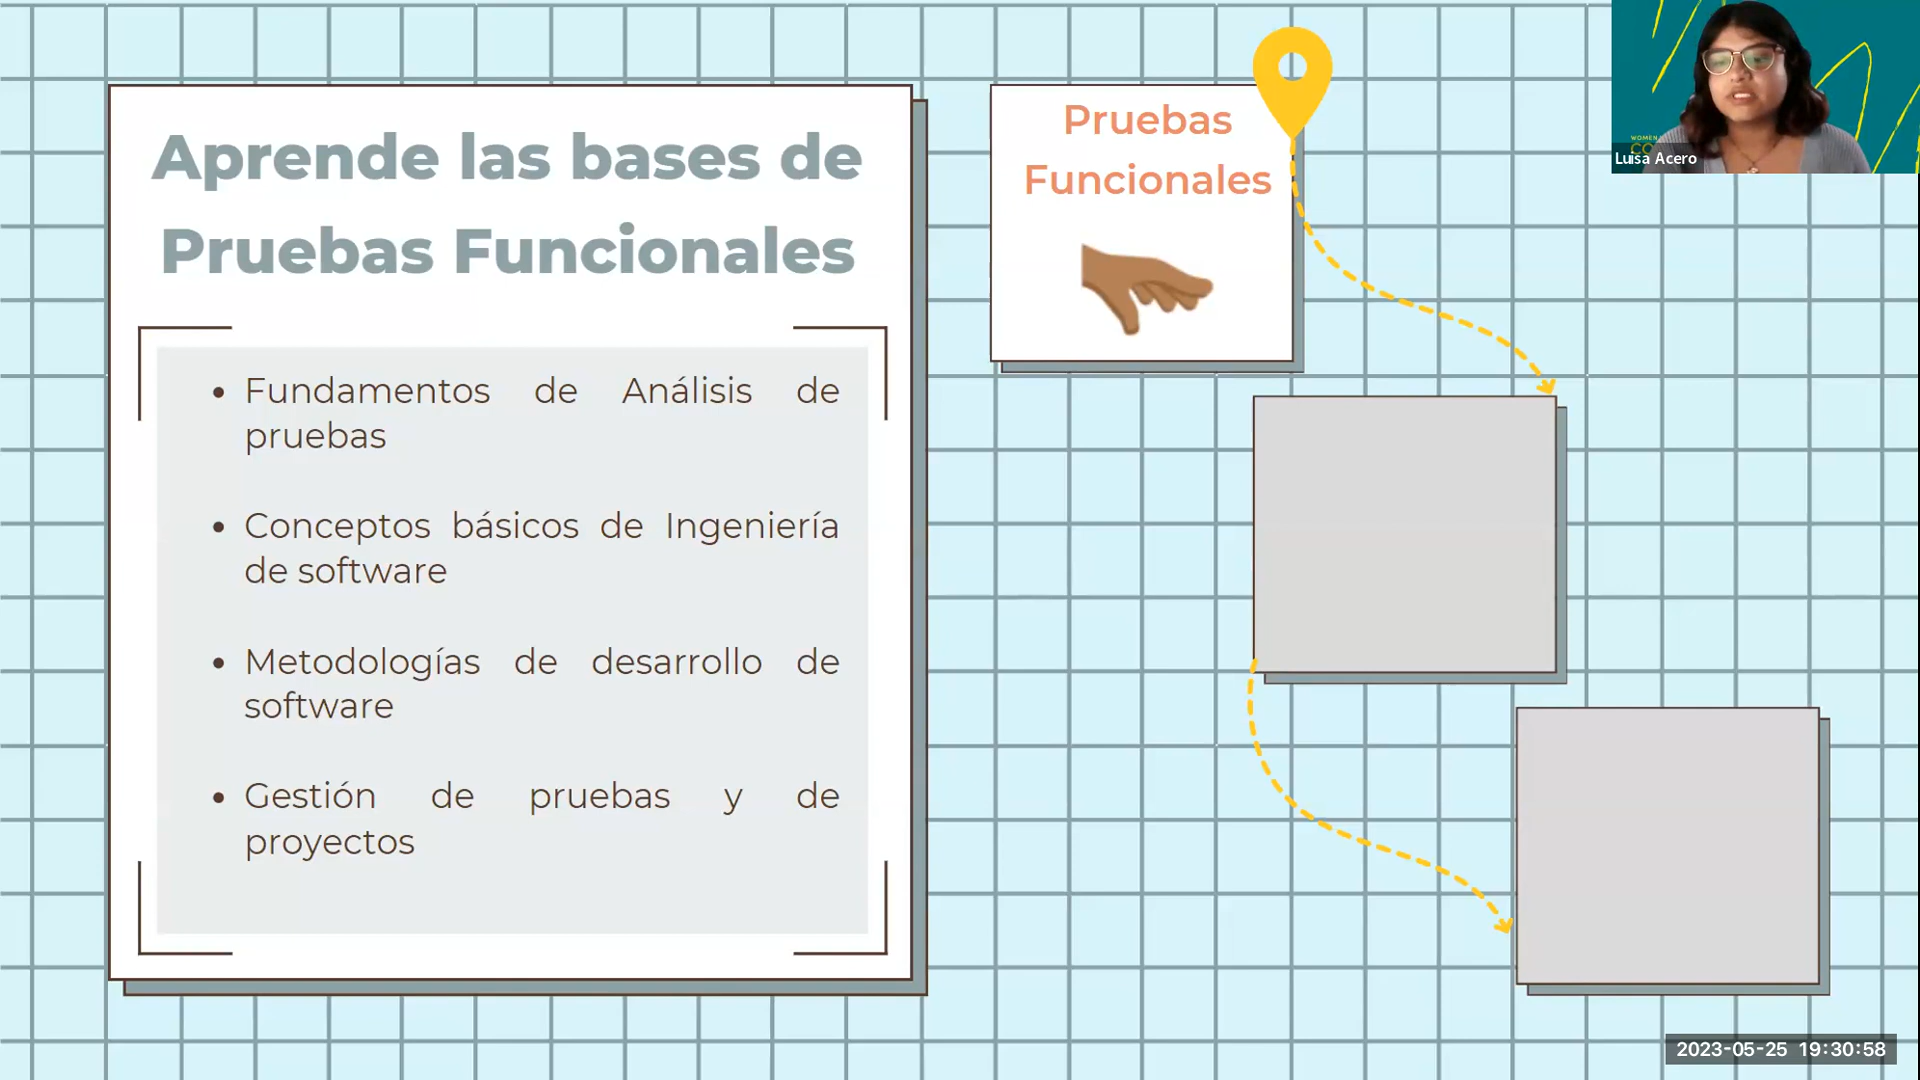 Aprende las bases de
Pruebas Funcionales
• Fundamentos de Análisis de
pruebas
• Conceptos básicos de Ingeniería
de software
• Metodologías de desarrollo de
software
• Gestión de pruebas y de
proyectos
Pruebas
Funcionales
Luisa Acero
2023-05-25 19:30:58